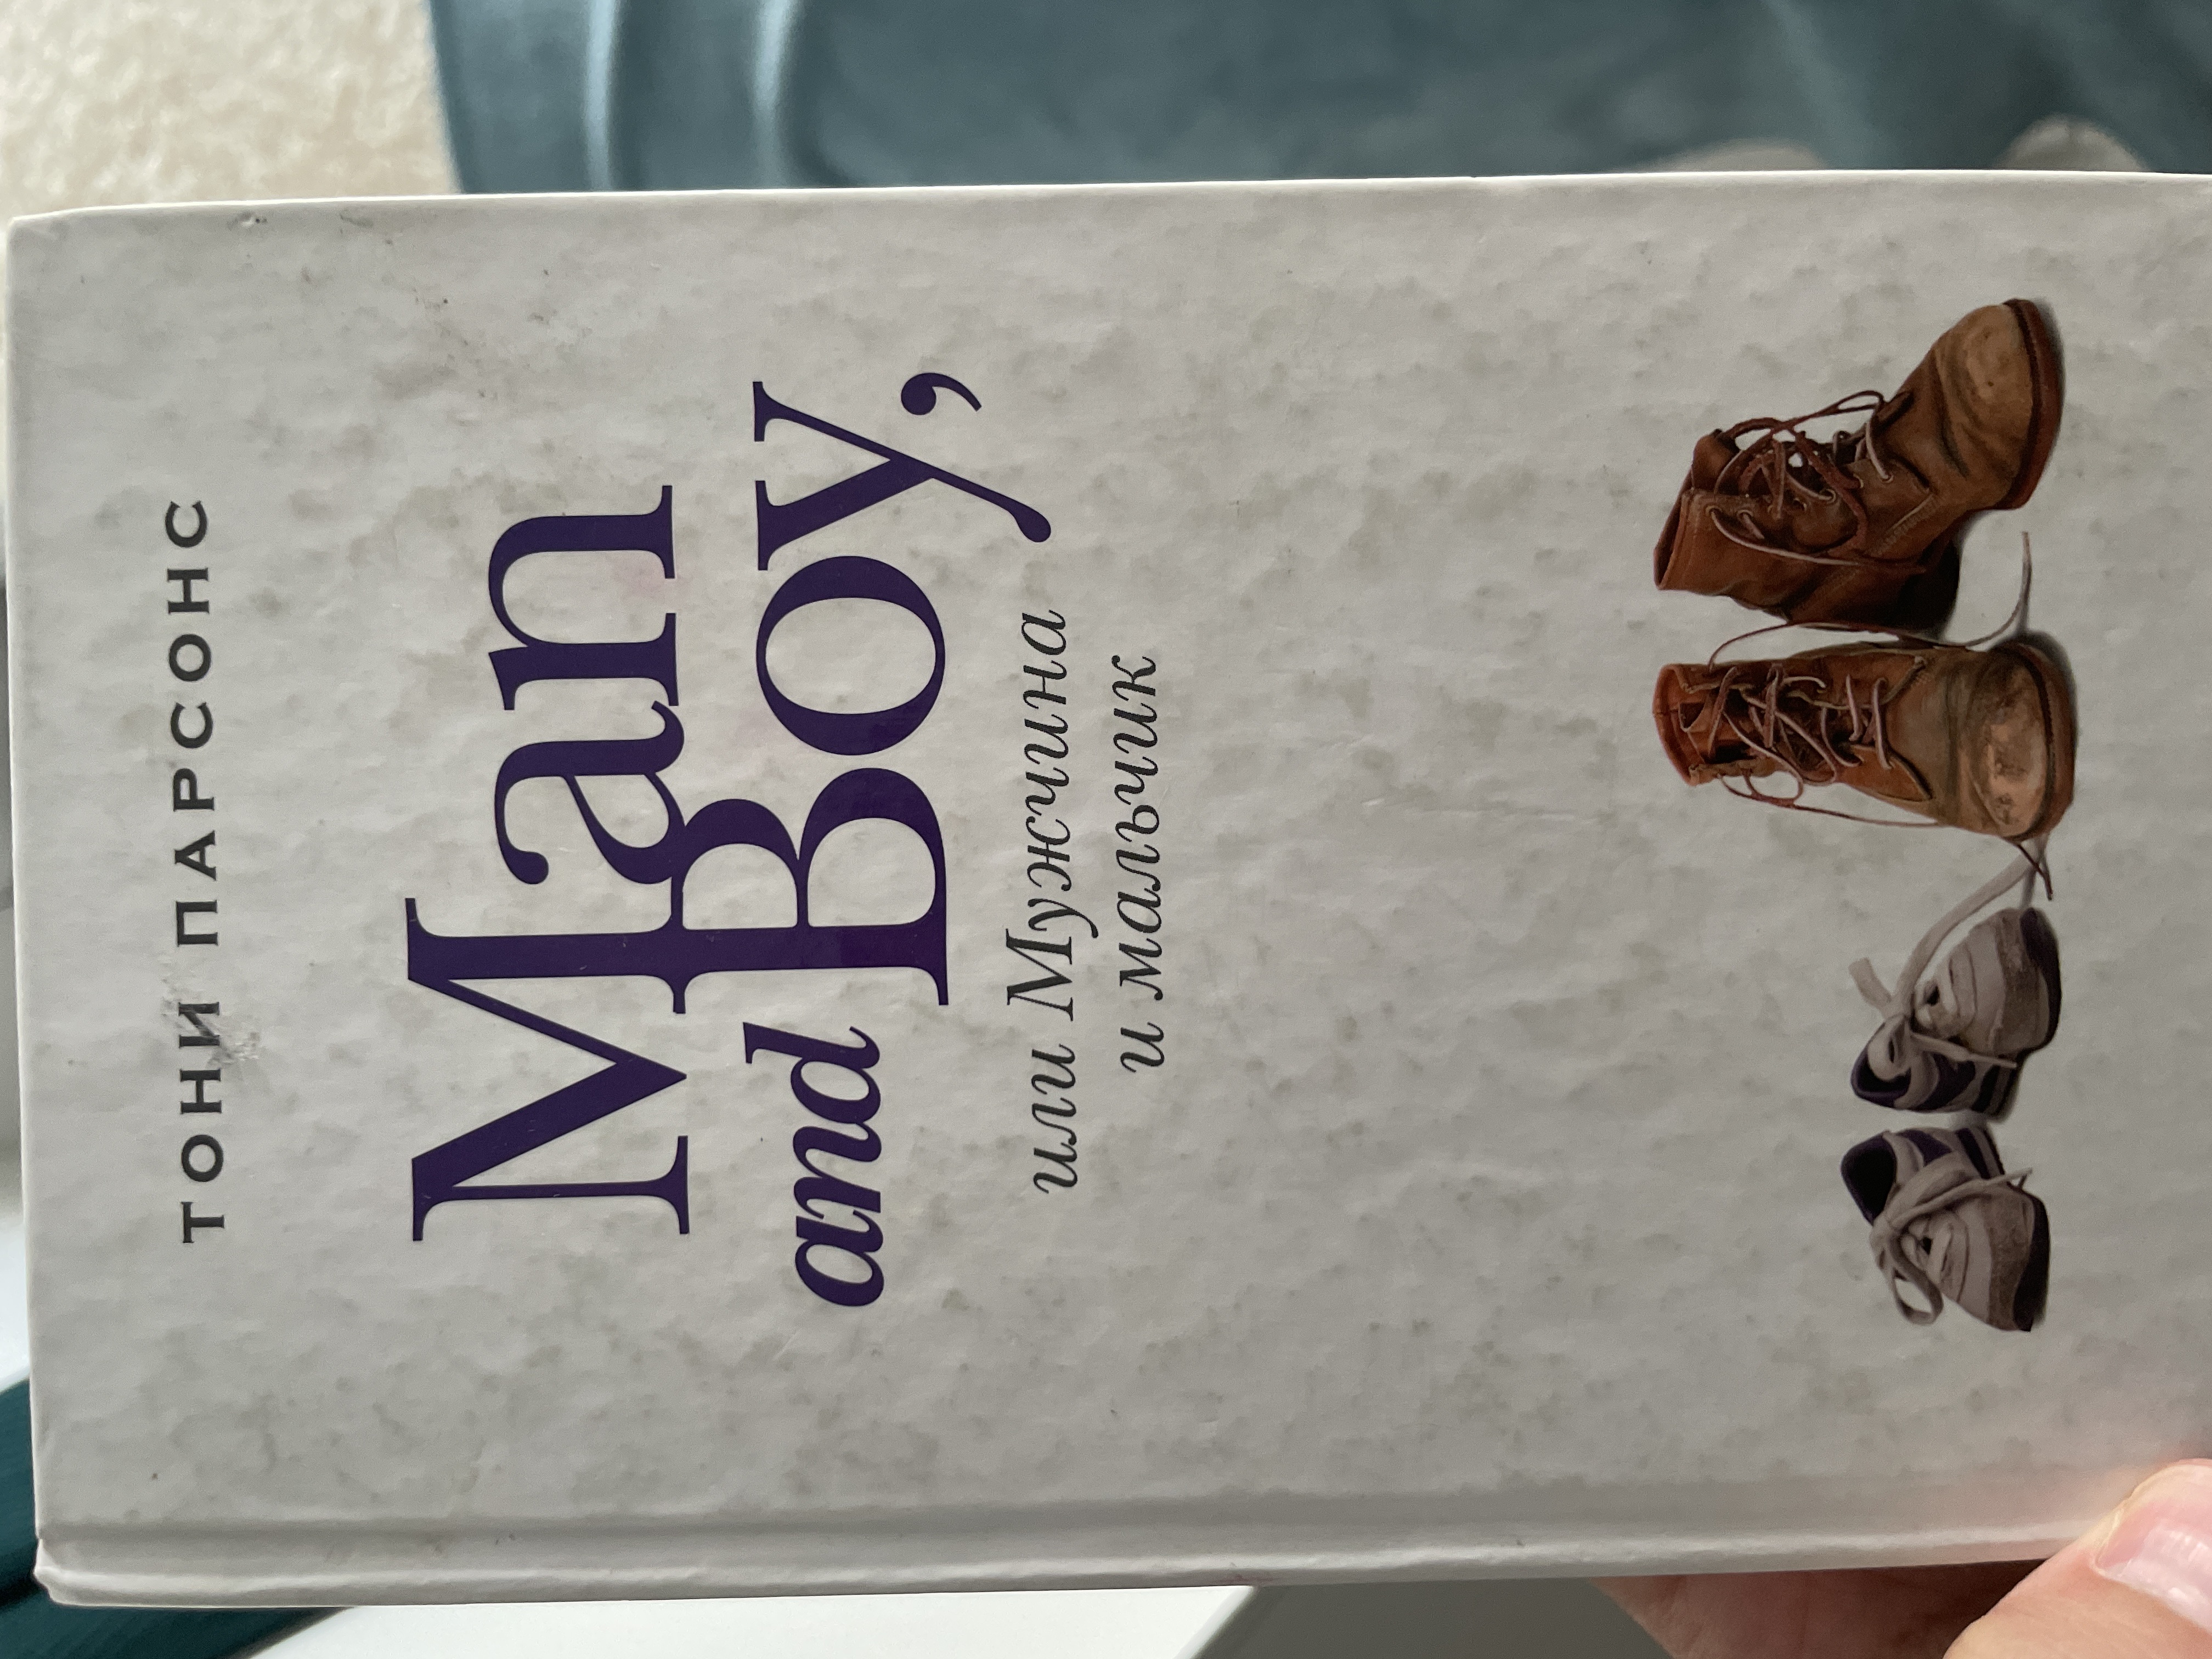 ТОНИ ПАРСОНС
Man
and Boy,
или Мужчина
и мальчик